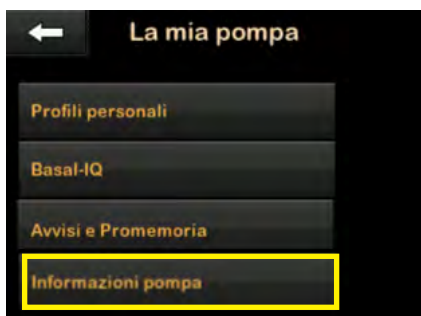 La mia pompa
Profili personali
Basal-IQ
Avvisi e Promemoria
Informazioni pompa